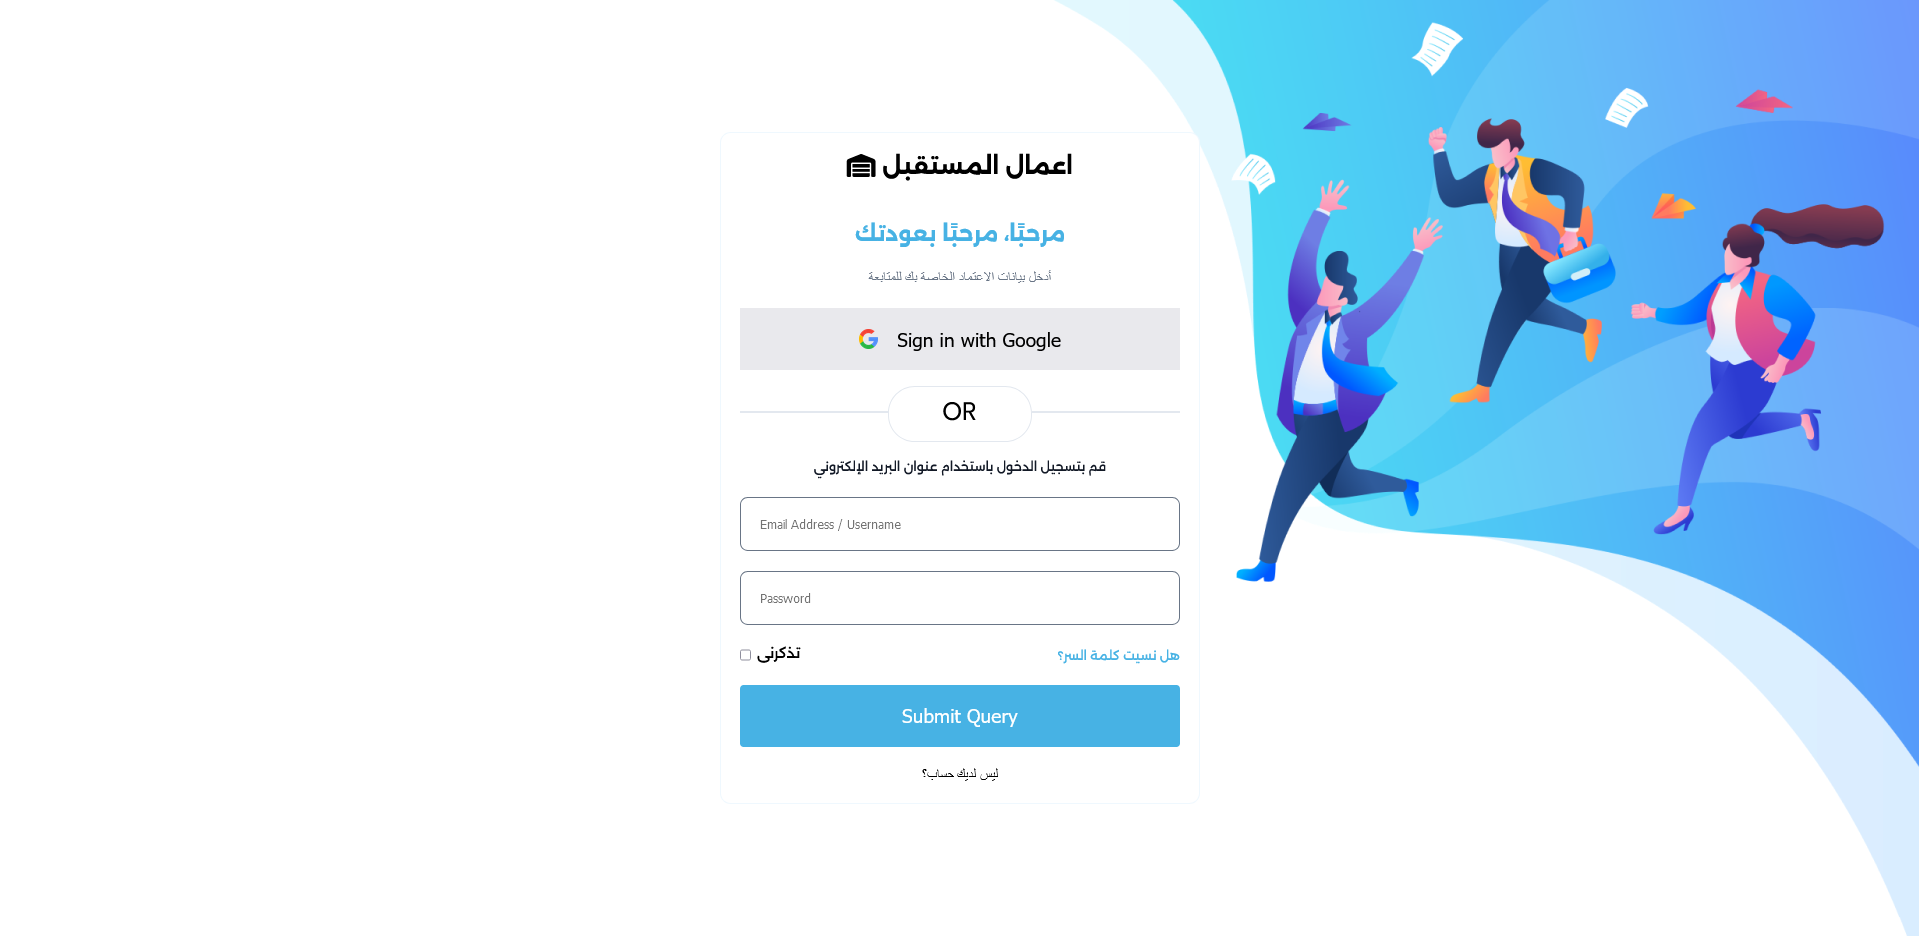 اعمال المستقبل
مرحبًا، مرحبًا بعودتك
أدخل بيانات الاعتماد الخاصة بك للمتابعة
Sign in with Google
OR
قم بتسجيل الدخول باستخدام عنوان البريد الإلكتروني
Email Address / Username
Password
تذكرنى
هل نسيت كلمة السر؟
Submit Query
ليس لديك حساب؟